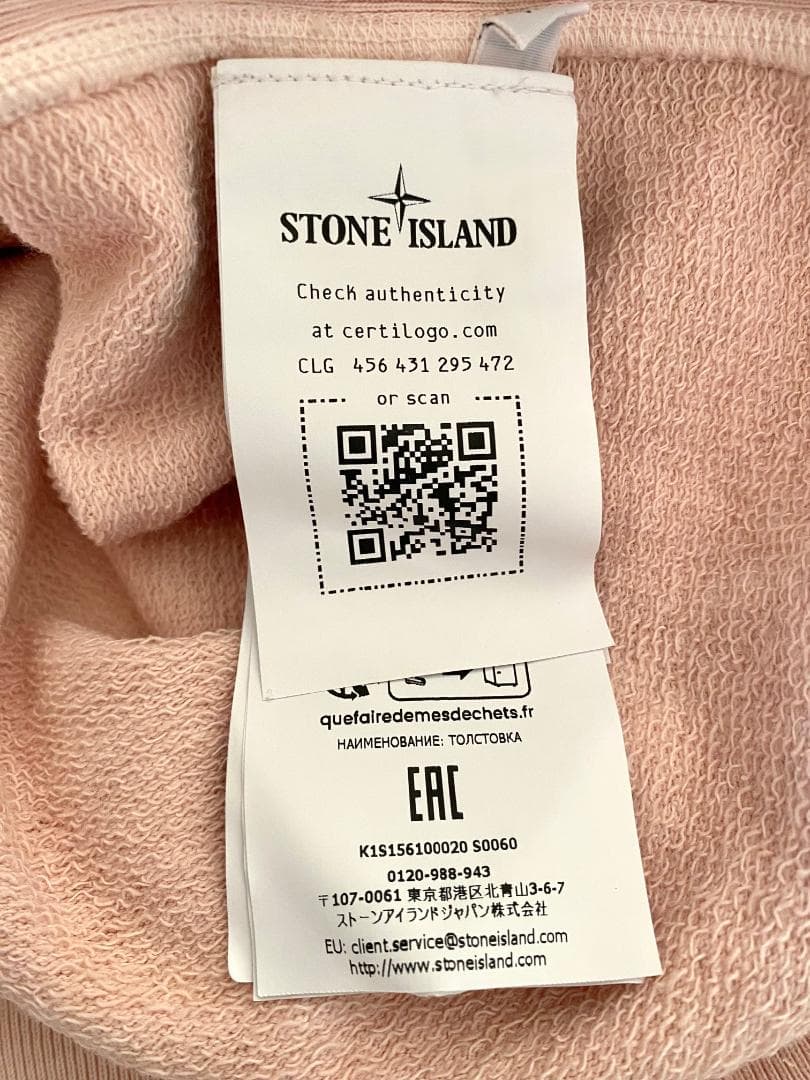 STONE ISLAND
Check authenticity
at certilogo.com
CLG 456 431 295 472
or scan
quefairedemesdechets.fr
НАИМЕНОВАНИЕ: ТОЛСТОВКА
EAC
K1S156100020 S0060
0120-988-943
〒107-0061 東京都港区北青山3-6-7
ストーンアイランドジャパン株式会社
EU: client.service@stoneisland.com
http://www.stoneisland.com